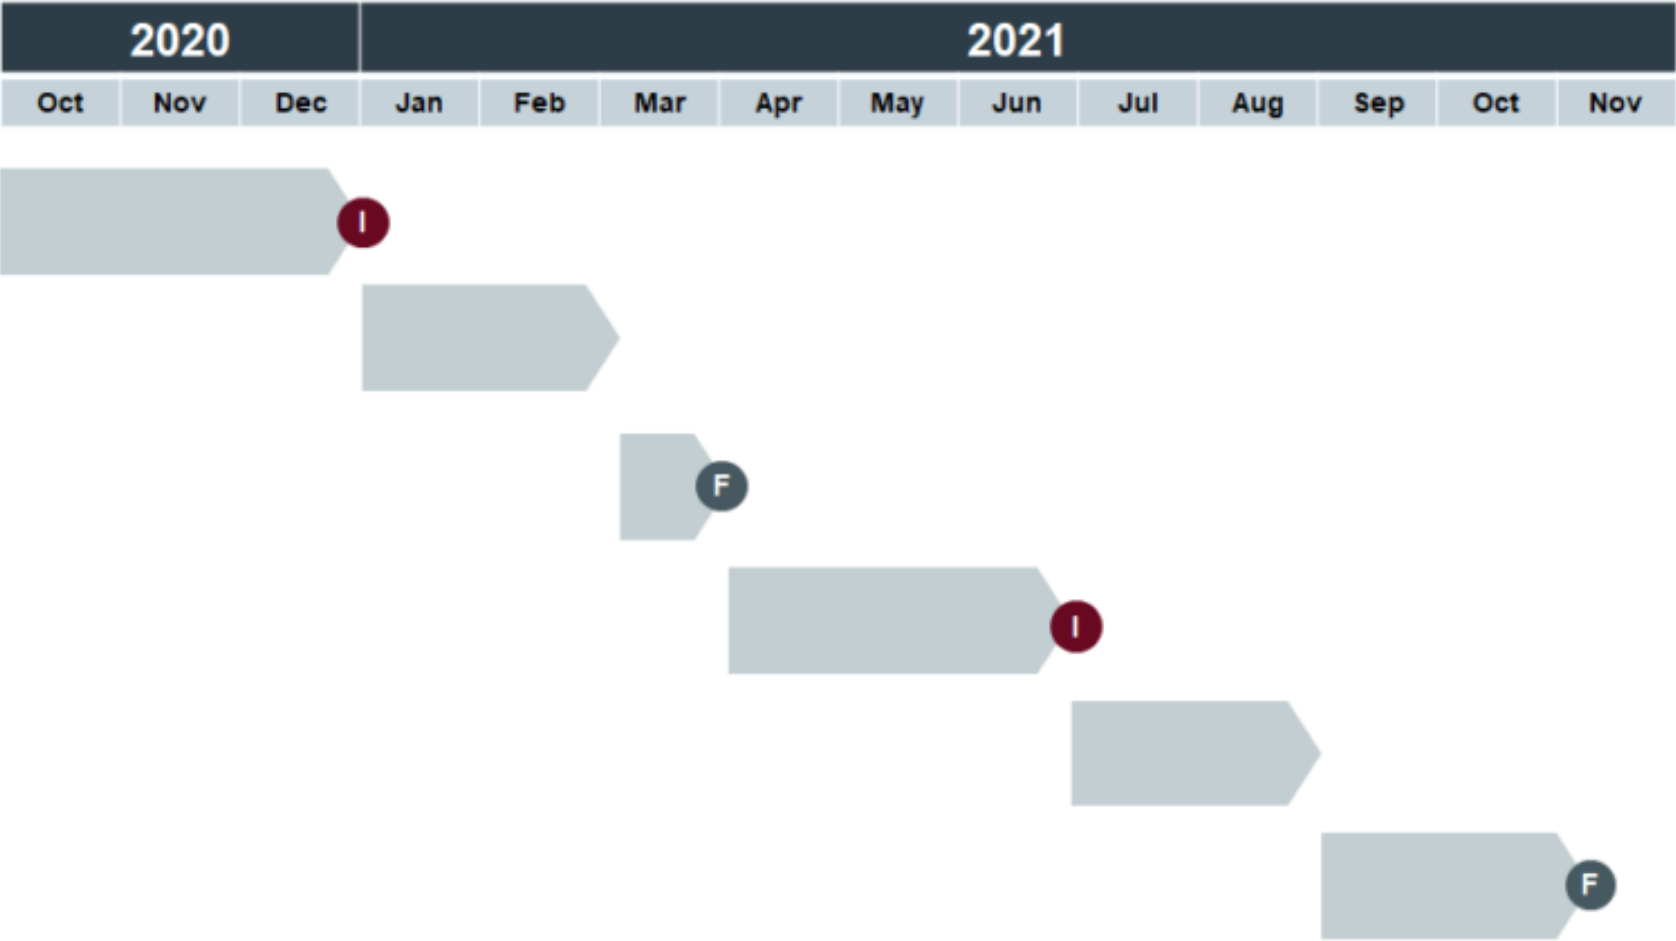 2020 2021
Oct Nov Dec Jan Feb Mar Apr May Jun Jul Aug Sep Oct Nov
I
F
I
F